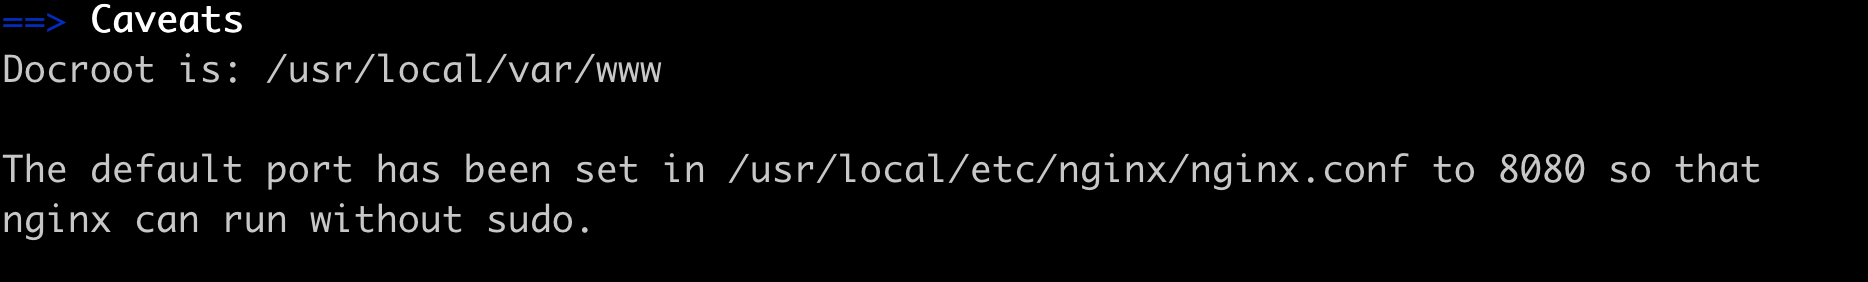 ==> Caveats
Docroot is: /usr/local/var/www
The default port has been set in /usr/local/etc/nginx/nginx.conf to 8080 so that
nginx can run without sudo.